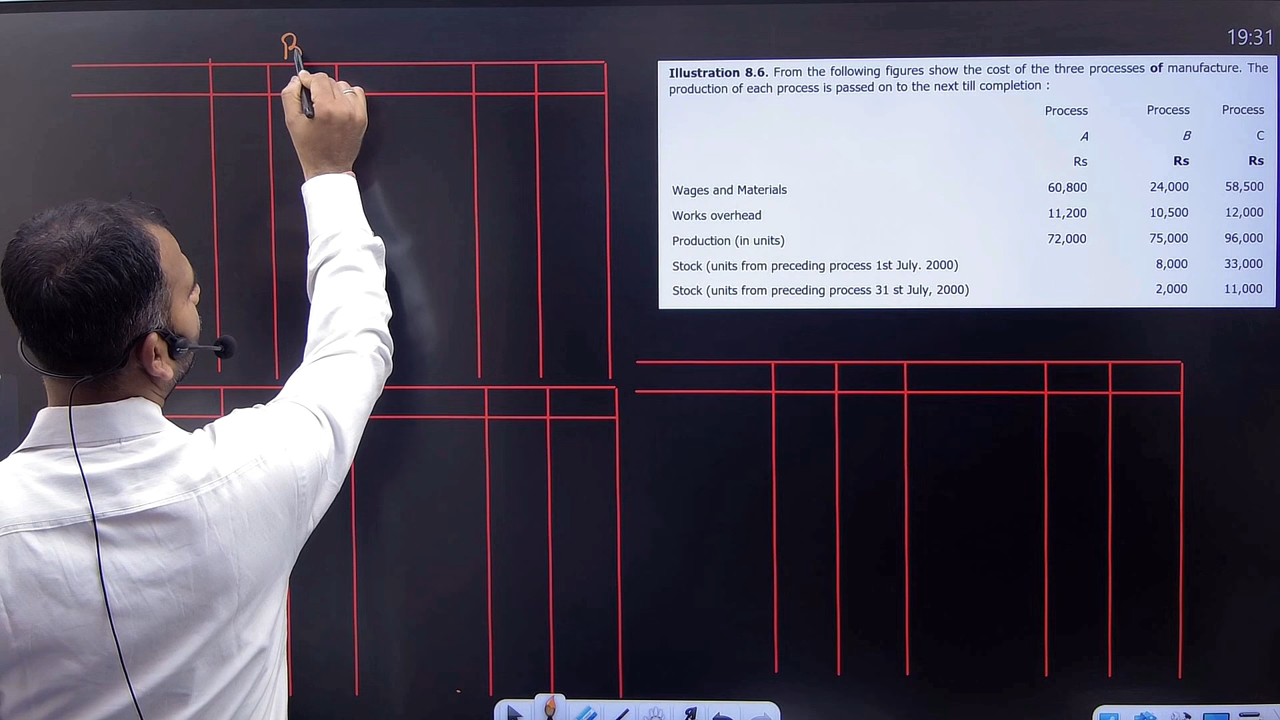 P
19:31
Illustration 8.6. From the following figures show the cost of the three processes of manufacture. The
production of each process is passed on to the next till completion :
Process Process Process
A B C
Rs Rs Rs
Wages and Materials 60,800 24,000 58,500
Works overhead 11,200 10,500 12,000
Production (in units) 72,000 75,000 96,000
Stock (units from preceding process 1st July. 2000) 8,000 33,000
Stock (units from preceding process 31 st July, 2000) 2,000 11,000